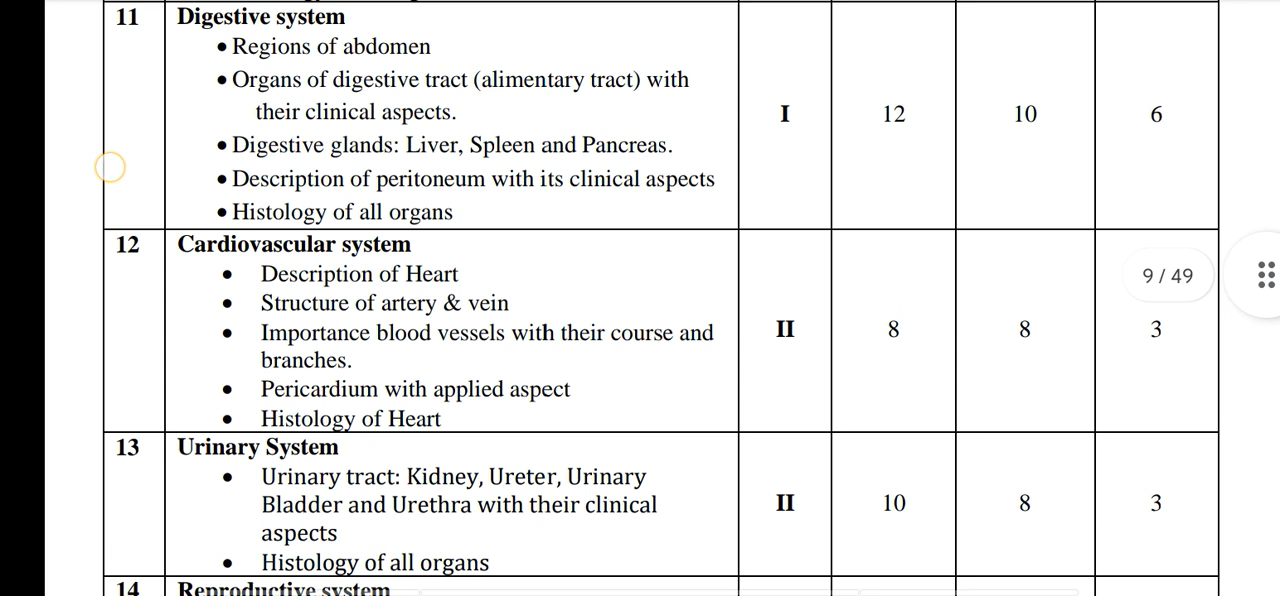 11 Digestive system
• Regions of abdomen
• Organs of digestive tract (alimentary tract) with
their clinical aspects.
• Digestive glands: Liver, Spleen and Pancreas.
• Description of peritoneum with its clinical aspects
• Histology of all organs
I 12 10 6
12 Cardiovascular system
• Description of Heart
• Structure of artery & vein
• Importance blood vessels with their course and
branches.
• Pericardium with applied aspect
• Histology of Heart
II 8 8 3
9 / 49
13 Urinary System
• Urinary tract: Kidney, Ureter, Urinary
Bladder and Urethra with their clinical
aspects
• Histology of all organs
II 10 8 3
14 Reproductive system